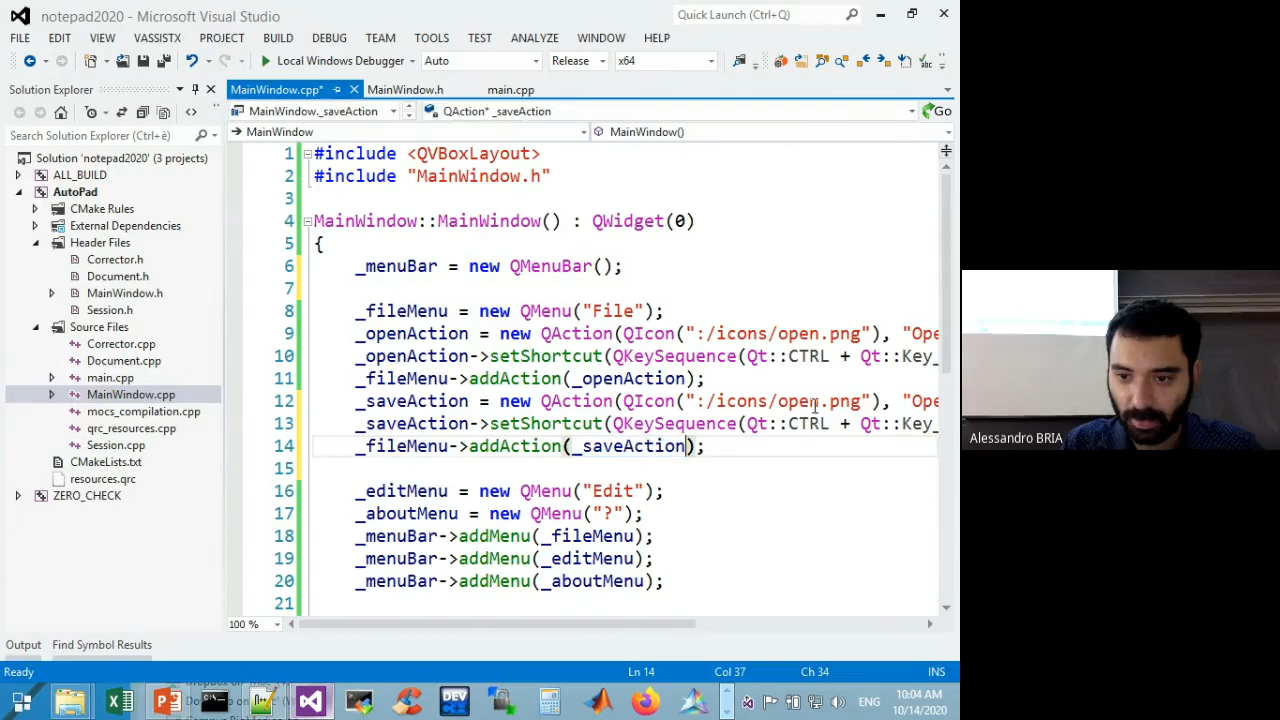 notepad2020 - Microsoft Visual Studio
Quick Launch (Ctrl+Q)
FILE EDIT VIEW VASSISTX PROJECT BUILD DEBUG TEAM TOOLS TEST ANALYZE WINDOW HELP
Local Windows Debugger Auto Release x64
Solution Explorer
MainWindow.cpp* MainWindow.h main.cpp
MainWindow._saveAction QAction* _saveAction Go
Search Solution Explorer (Ctrl+è)
MainWindow MainWindow()
Solution 'notepad2020' (3 projects)
ALL_BUILD
AutoPad
CMake Rules
External Dependencies
Header Files
Corrector.h
Document.h
MainWindow.h
Session.h
Source Files
Corrector.cpp
Document.cpp
main.cpp
MainWindow.cpp
mocs_compilation.cpp
qrc_resources.cpp
Session.cpp
CMakeLists.txt
resources.qrc
ZERO_CHECK
1 #include <QVBoxLayout>
2 #include "MainWindow.h"
3
4 MainWindow::MainWindow() : QWidget(0)
5 {
6 _menuBar = new QMenuBar();
7
8 _fileMenu = new QMenu("File");
9 _openAction = new QAction(QIcon(":/icons/open.png"), "Ope
10 _openAction->setShortcut(QKeySequence(Qt::CTRL + Qt::Key_
11 _fileMenu->addAction(_openAction);
12 _saveAction = new QAction(QIcon(":/icons/open.png"), "Ope
13 _saveAction->setShortcut(QKeySequence(Qt::CTRL + Qt::Key_
14 _fileMenu->addAction(_saveAction);
15
16 _editMenu = new QMenu("Edit");
17 _aboutMenu = new QMenu("?");
18 _menuBar->addMenu(_fileMenu);
19 _menuBar->addMenu(_editMenu);
20 _menuBar->addMenu(_aboutMenu);
21
100 %
Output Find Symbol Results
Ready Ln 14 Col 37 Ch 34 INS
DEV
ENG
10:04 AM
10/14/2020
Alessandro BRIA